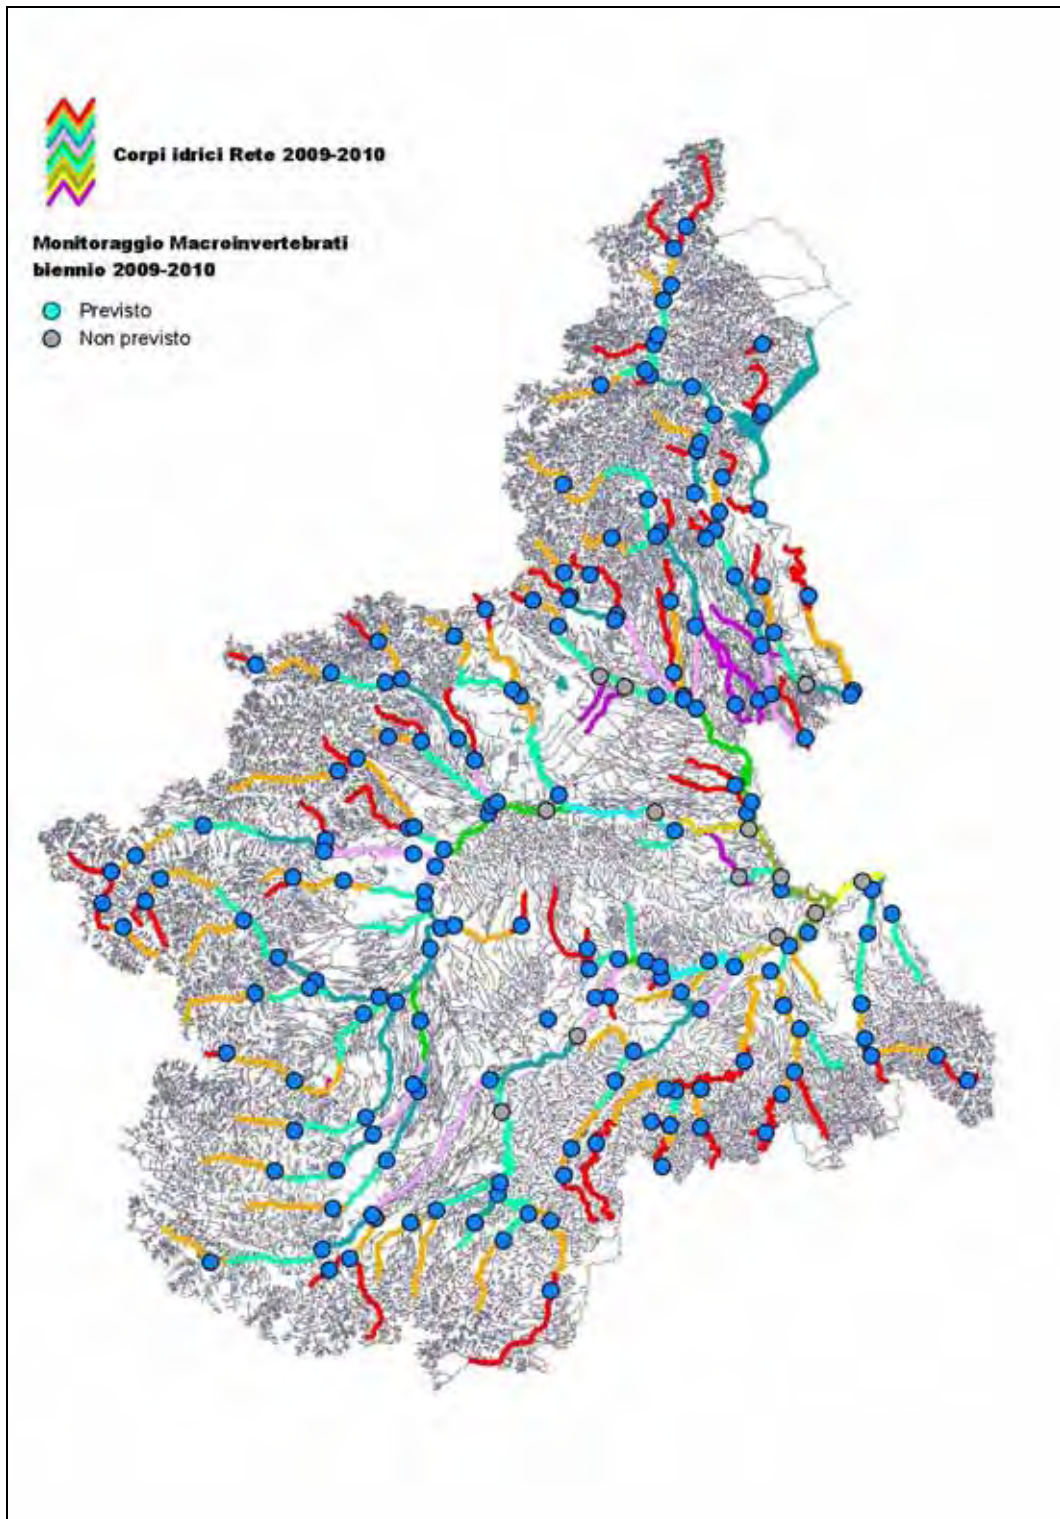 Corpi idrici Rete 2009-2010
Monitoraggio Macroinvertebrati
biennio 2009-2010
Previsto
Non previsto